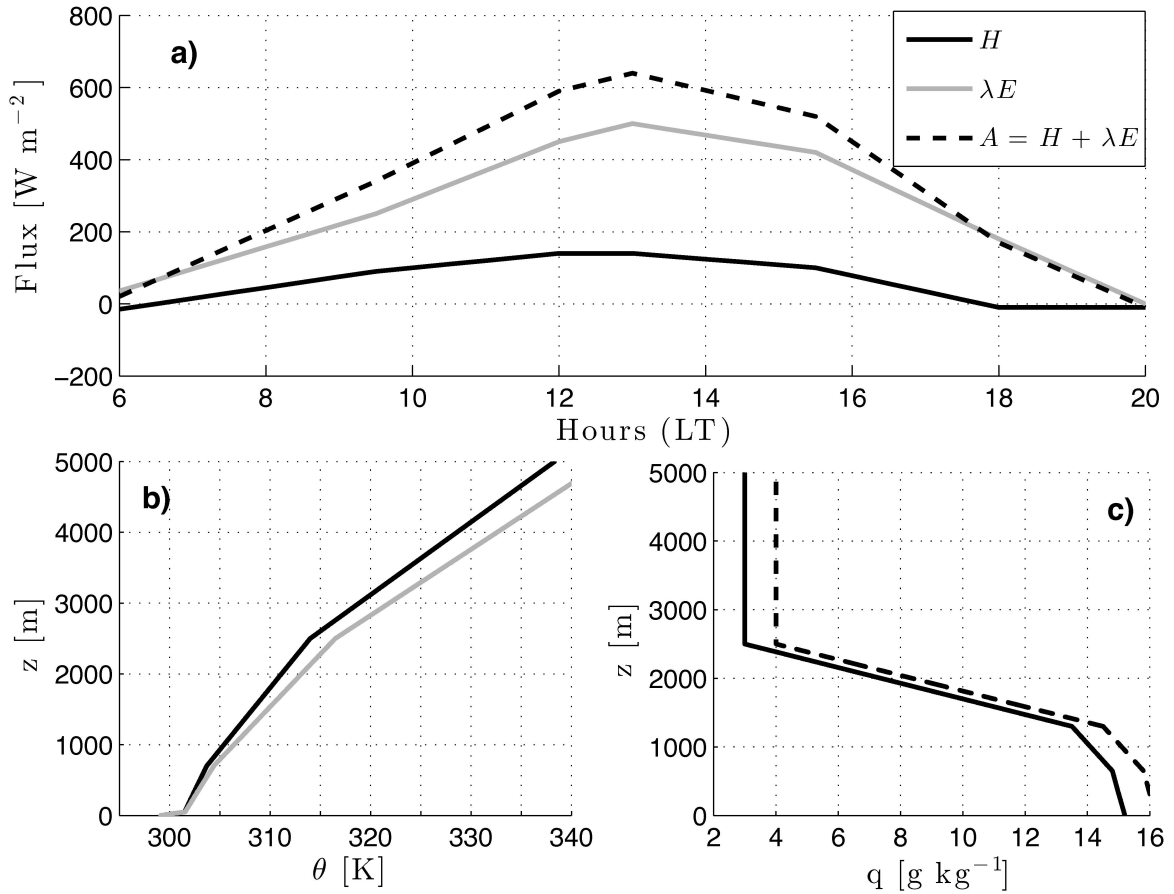 a)
800
600
400
200
0
−200
Flux [W m⁻²]
H
λE
A = H + λE
6 8 10 12 14 16 18 20
Hours (LT)
b)
5000
4000
3000
2000
1000
0
z [m]
300 310 320 330 340
θ [K]
c)
5000
4000
3000
2000
1000
0
z [m]
2 4 6 8 10 12 14 16
q [g kg⁻¹]